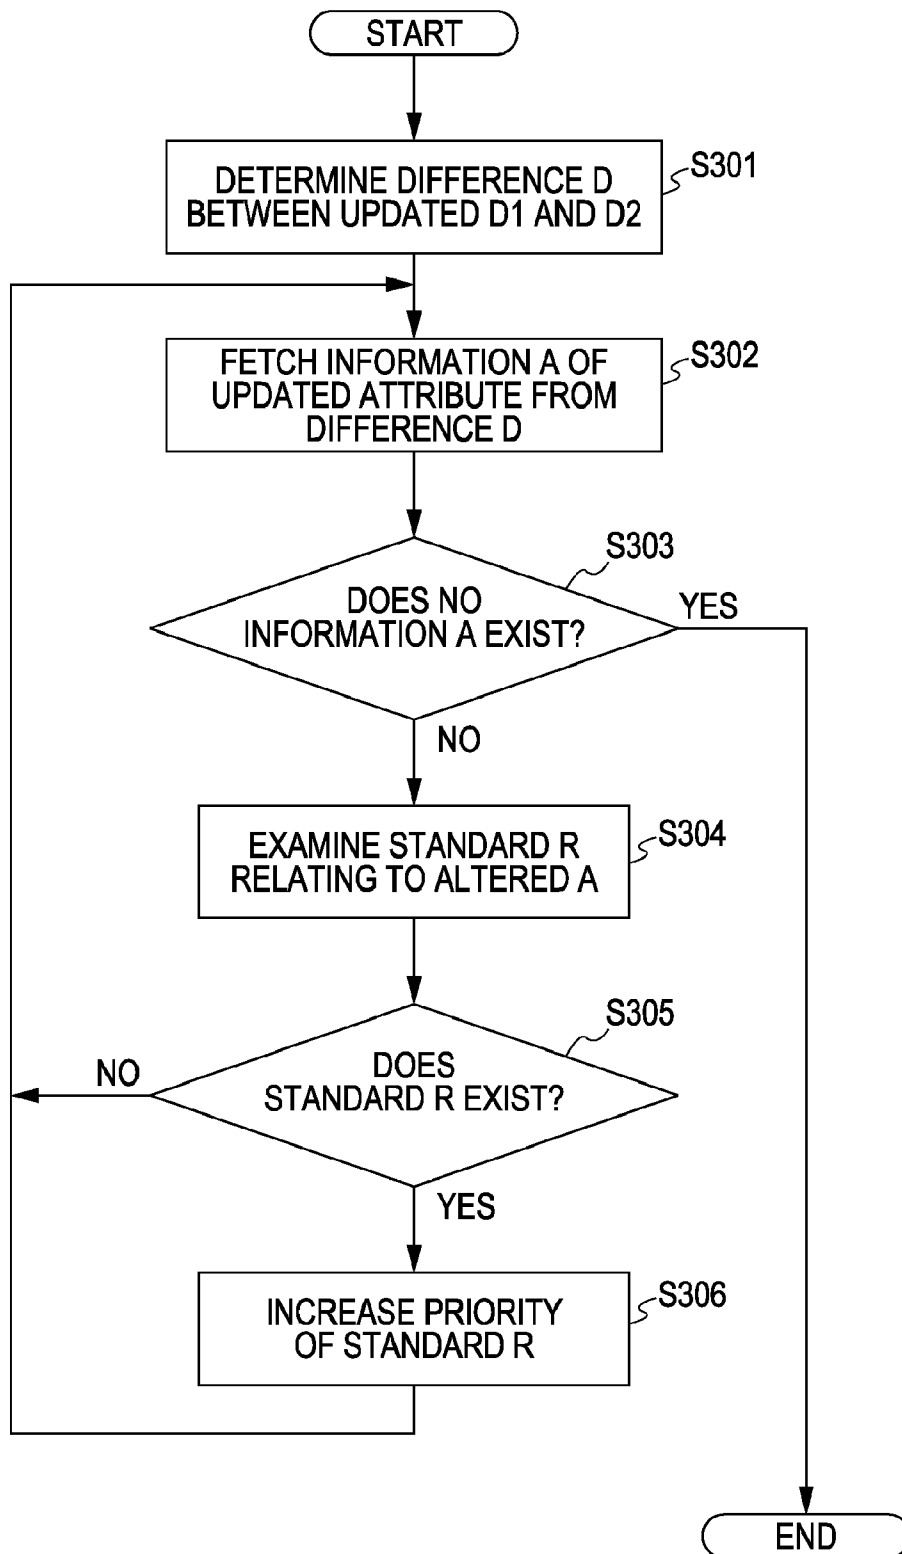 START
DETERMINE DIFFERENCE D
BETWEEN UPDATED D1 AND D2
S301
FETCH INFORMATION A OF
UPDATED ATTRIBUTE FROM
DIFFERENCE D
S302
S303
DOES NO
INFORMATION A EXIST?
YES
NO
EXAMINE STANDARD R
RELATING TO ALTERED A
S304
S305
DOES
STANDARD R EXIST?
NO
YES
INCREASE PRIORITY
OF STANDARD R
S306
END